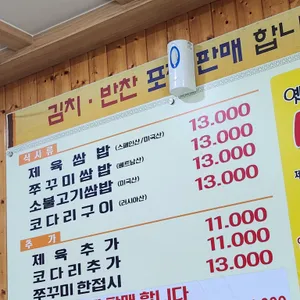 김치 · 반찬 포 판매 합니
식사류
제육쌈밥 (스페인산/미국산) 13.000
쭈꾸미쌈밥 (베트남산) 13.000
소불고기쌈밥 (미국산) 13.000
코다리구이 (러시아산) 13.000
추가
제육추가 11.000
코다리추가 11.000
쭈꾸미한접시 13.000
판매 합니다